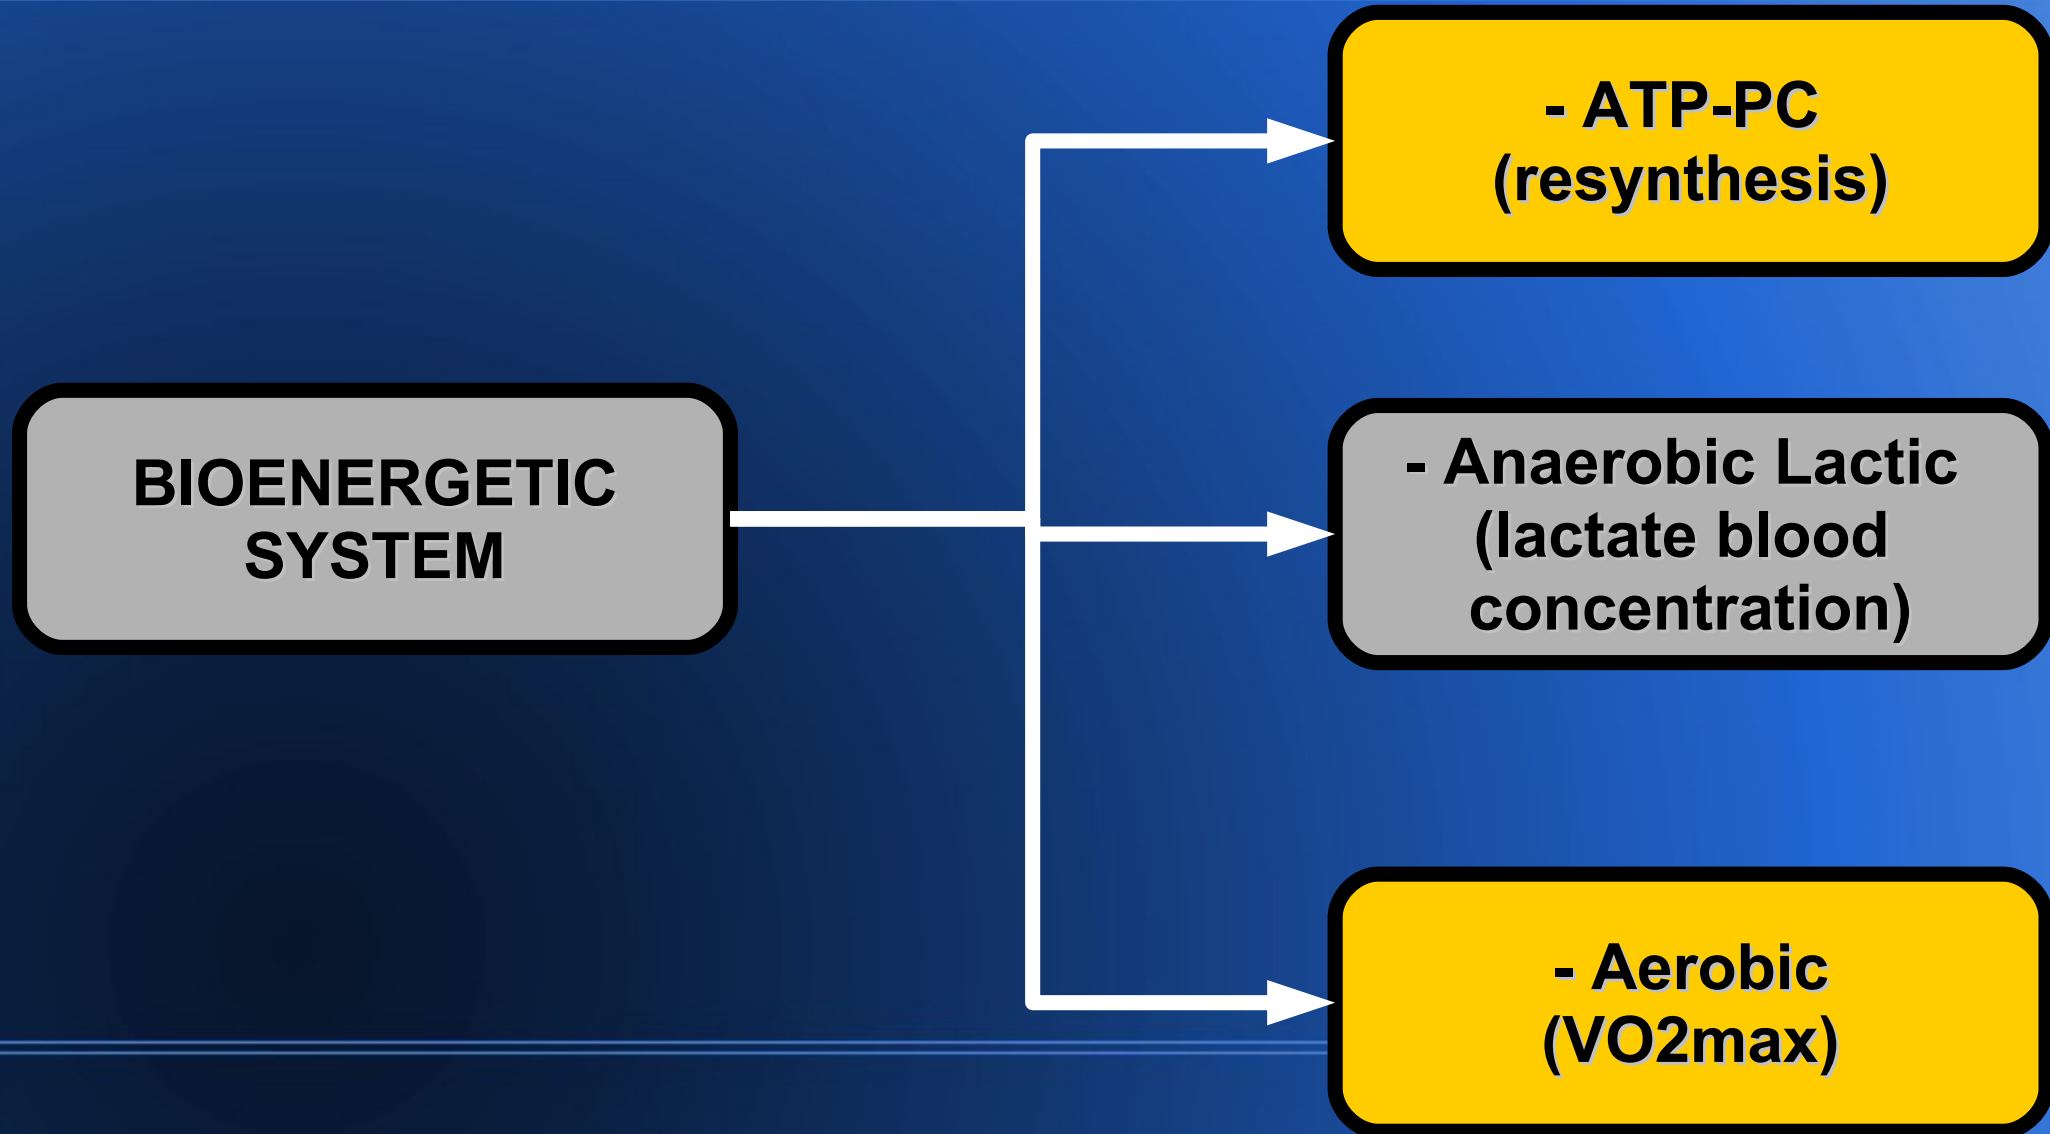 BIOENERGETIC
SYSTEM
- ATP-PC
(resynthesis)
- Anaerobic Lactic
(lactate blood
concentration)
- Aerobic
(VO2max)